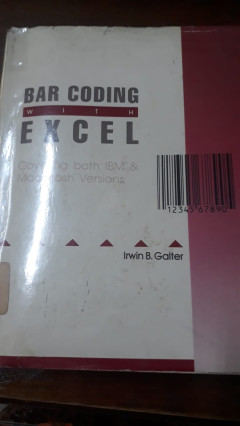 BAR CODING
WITH
EXCEL
Covering both IBM &
Macintosh Versions
1234567890
Irwin B. Galter